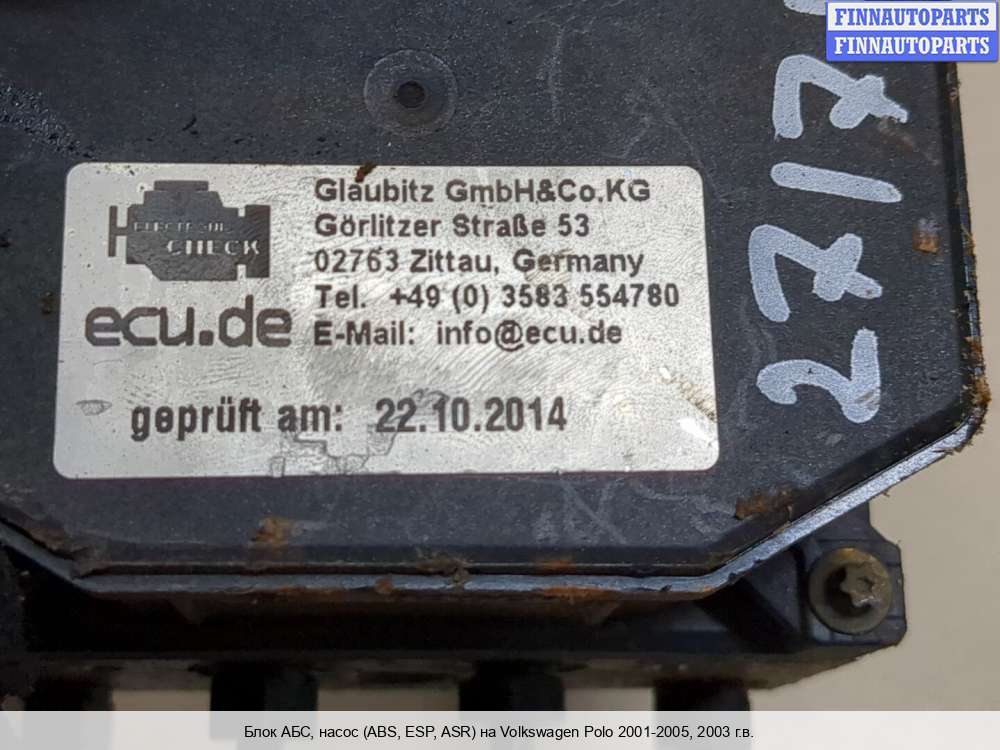 FINNAUTOPARTS
FINNAUTOPARTS
Glaubitz GmbH&Co.KG
Görlitzer Straße 53
02763 Zittau, Germany
Tel. +49 (0) 3583 554780
E-Mail: info@ecu.de
CHECK
ecu.de
geprüft am: 22.10.2014
Блок АБС, насос (ABS, ESP, ASR) на Volkswagen Polo 2001-2005, 2003 г.в.